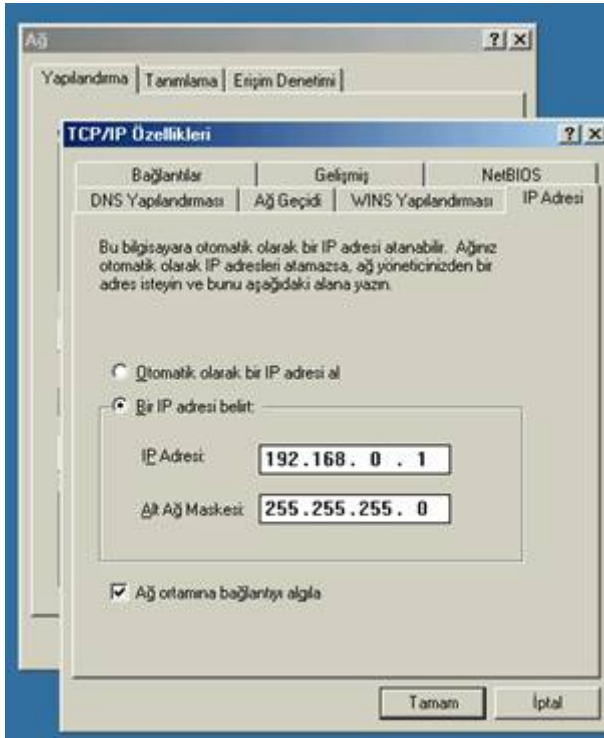 Ağ
Yapılandırma Tanımlama Erişim Denetimi
TCP/IP Özellikleri
Bağlantılar Gelişmiş NetBIOS
DNS Yapılandırması Ağ Geçidi WINS Yapılandırması IP Adresi
Bu bilgisayara otomatik olarak bir IP adresi atanabilir. Ağınız
otomatik olarak IP adresleri atamazsa, ağ yöneticinizden bir
adres isteyin ve bunu aşağıdaki alana yazın.
Otomatik olarak bir IP adresi al
Bir IP adresi belirt:
IP Adresi: 192.168. 0 . 1
Alt Ağ Maskesi: 255.255.255. 0
Ağ ortamına bağlantıyı algıla
Tamam İptal